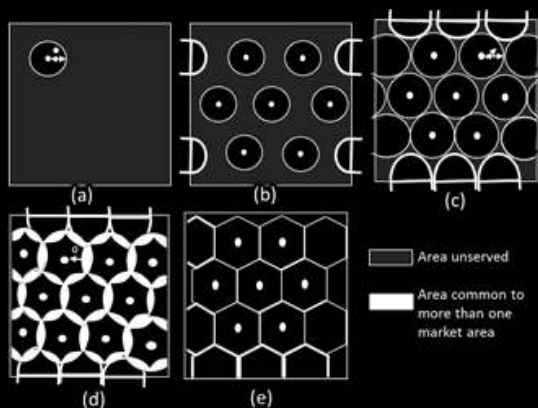 (a)
(b)
(c)
(d)
(e)
Area unserved
Area common to
more than one
market area